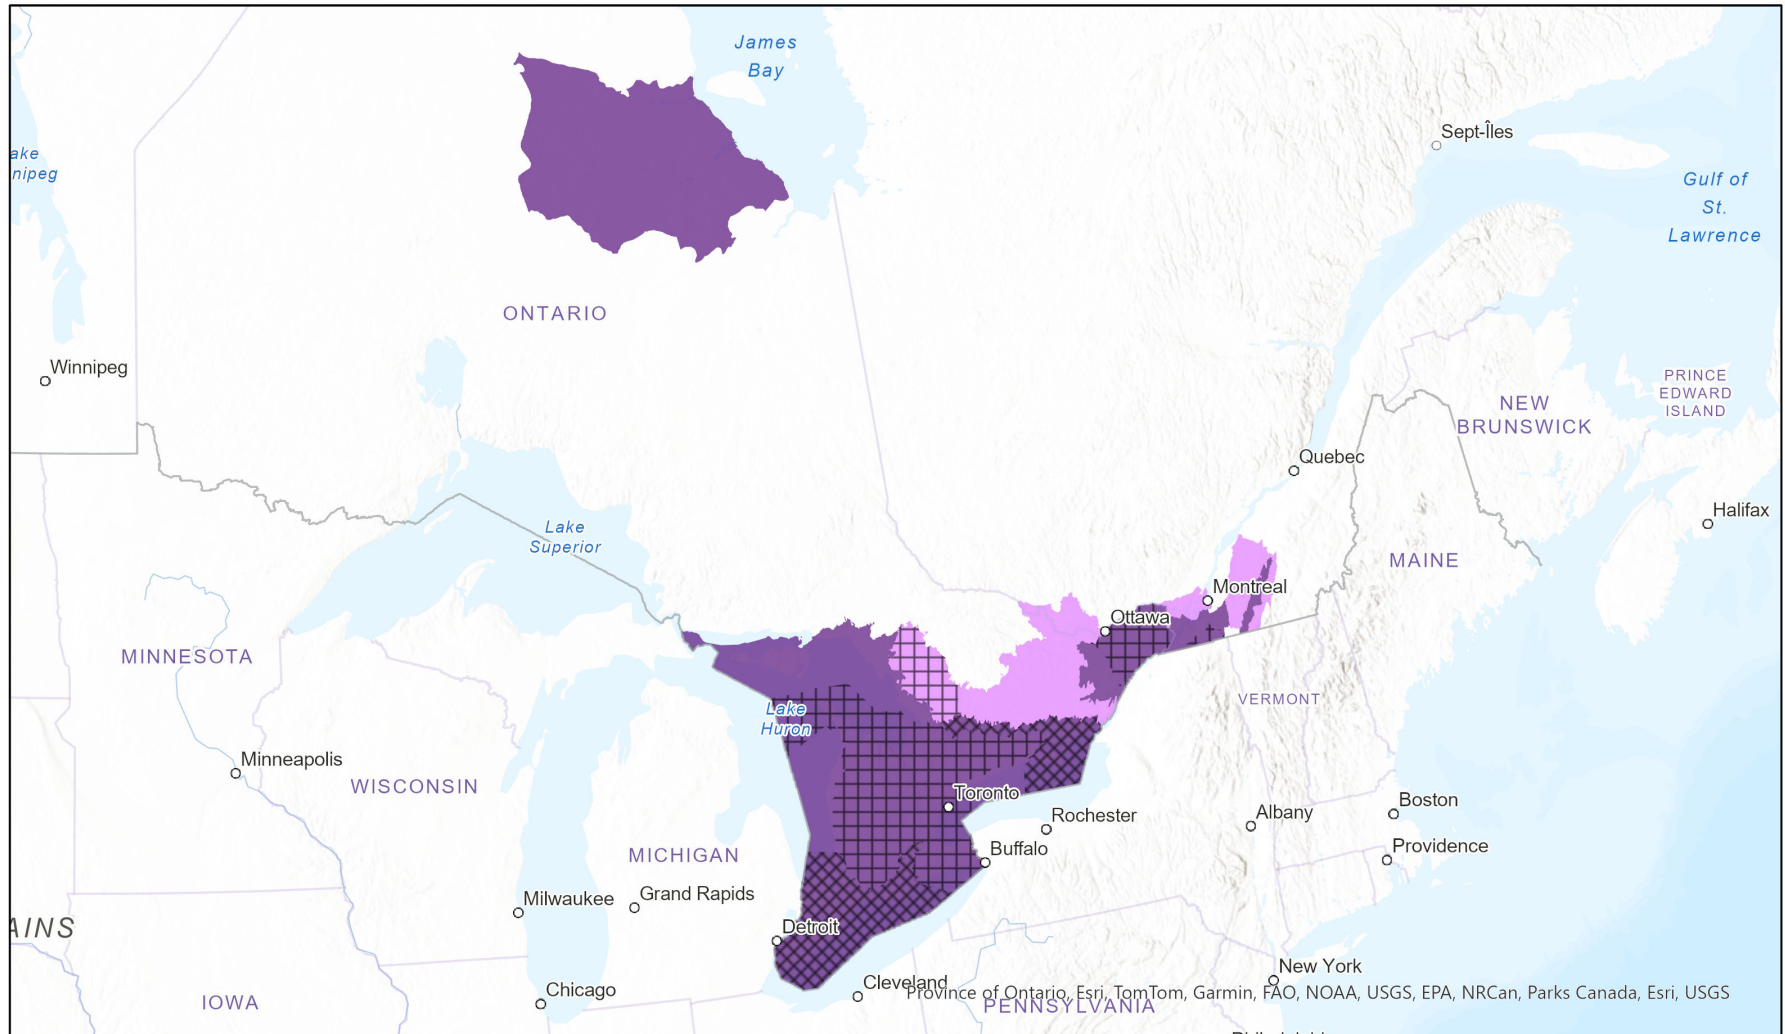 James
Bay
Sept-Îles
ake
nipeg
Gulf of
St.
Lawrence
ONTARIO
Winnipeg
PRINCE
EDWARD
ISLAND
NEW
BRUNSWICK
Quebec
Halifax
Lake
Superior
MAINE
Montreal
Ottawa
MINNESOTA
VERMONT
Lake
Huron
Minneapolis
WISCONSIN
Toronto
Boston
Rochester
Albany
Providence
Buffalo
MICHIGAN
Grand Rapids
Milwaukee
AINS
Detroit
New York
Cleveland
Chicago
IOWA
PENNSYLVANIA
Province of Ontario, Esri, TomTom, Garmin, FAO, NOAA, USGS, EPA, NRCan, Parks Canada, Esri, USGS